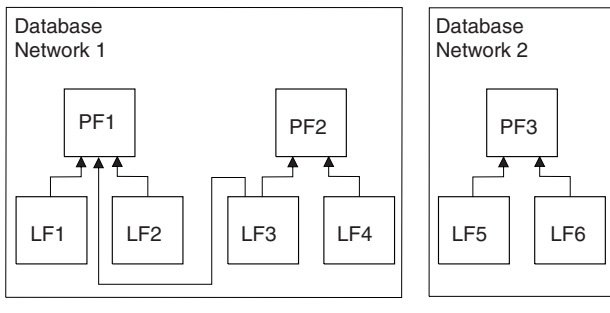 Database
Network 1
Database
Network 2
PF1
PF2
PF3
LF1
LF2
LF3
LF4
LF5
LF6